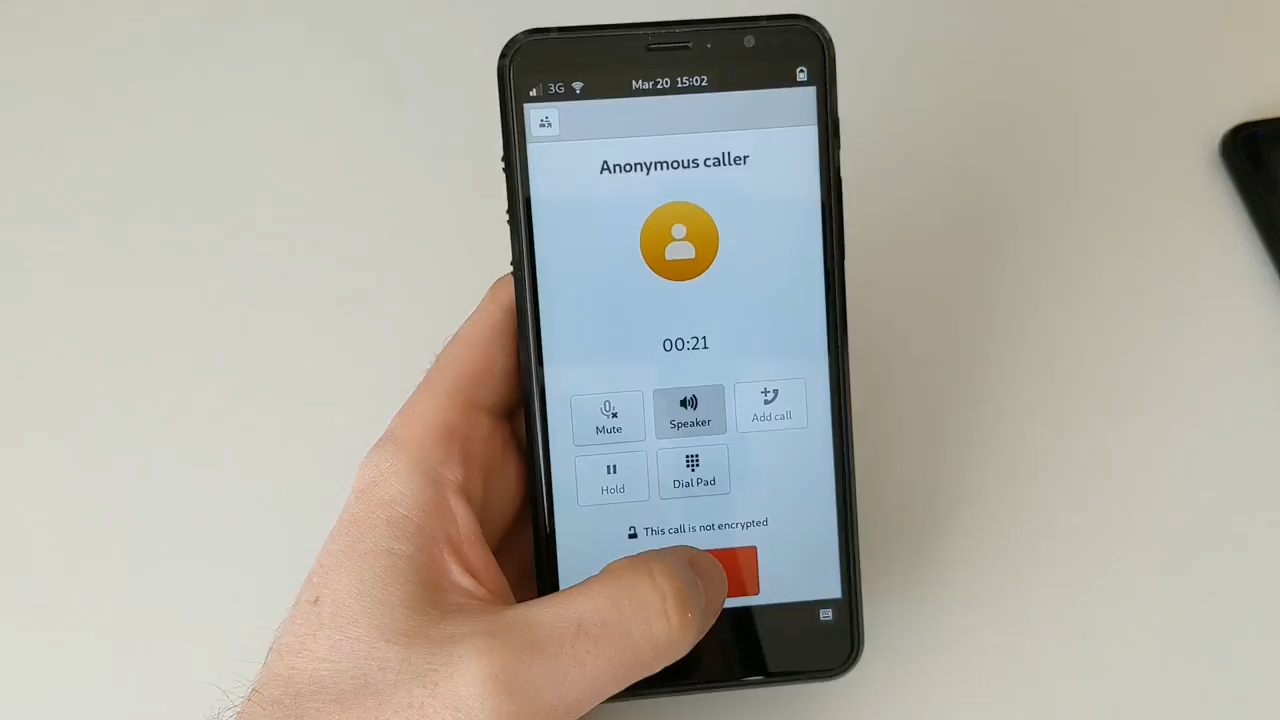 3G Mar 20 15:02
Anonymous caller
00:21
Mute Speaker Add call
Hold Dial Pad
This call is not encrypted